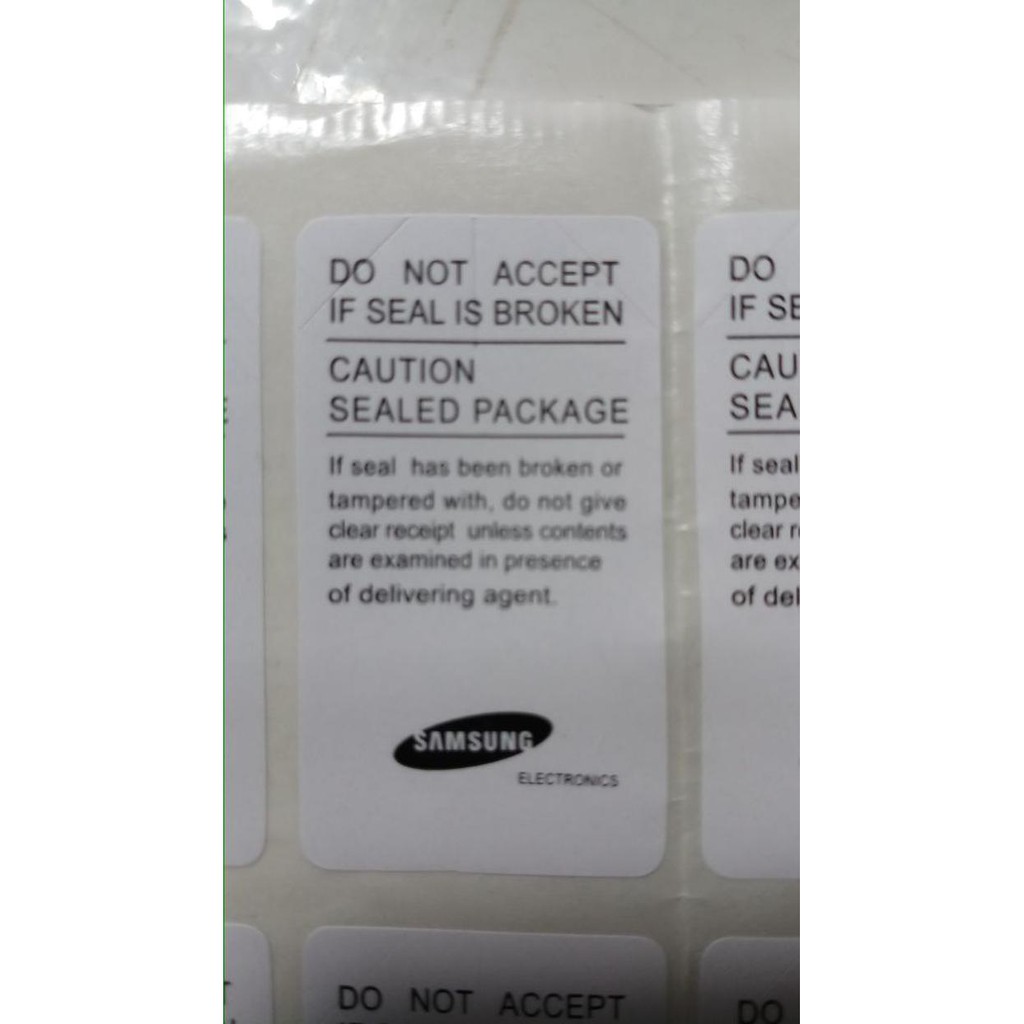 DO NOT ACCEPT
IF SEAL IS BROKEN
CAUTION
SEALED PACKAGE
If seal has been broken or
tampered with, do not give
clear receipt unless contents
are examined in presence
of delivering agent.
SAMSUNG
ELECTRONICS
DO
IF SE
CAU
SEA
If seal
tampe
clear r
are ex
of del
DO NOT ACCEPT
DO